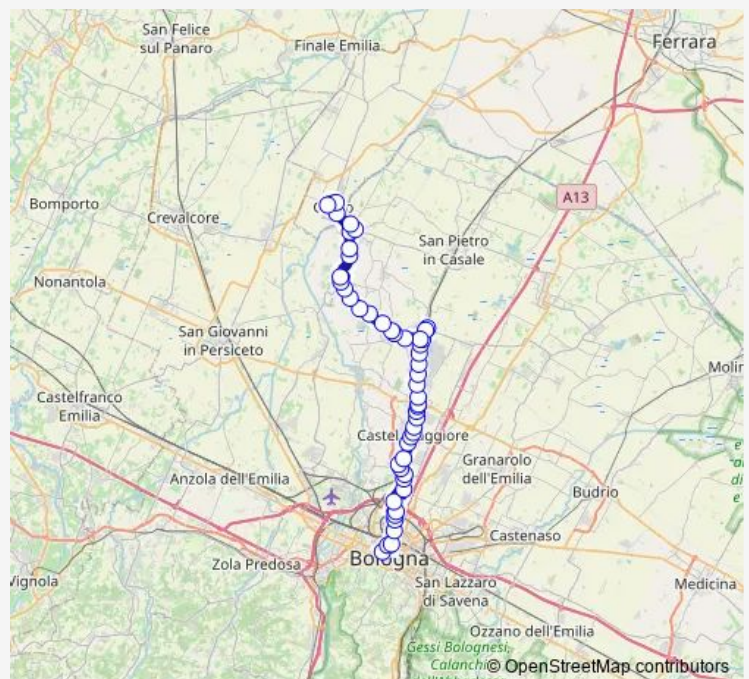 San Felice
sul Panaro
Finale Emilia
Ferrara
A13
Bomporto
Crevalcore
San Pietro
in Casale
Nonantola
San Giovanni
in Persiceto
Castelfranco
Emilia
Anzola dell'Emilia
Granarolo
dell'Emilia
Budrio
Castenaso
Bologna
Zola Predosa
San Lazzaro
di Savena
Medicina
Ozzano dell'Emilia
Gessi Bolognesi,
Calanchi
© OpenStreetMap contributors